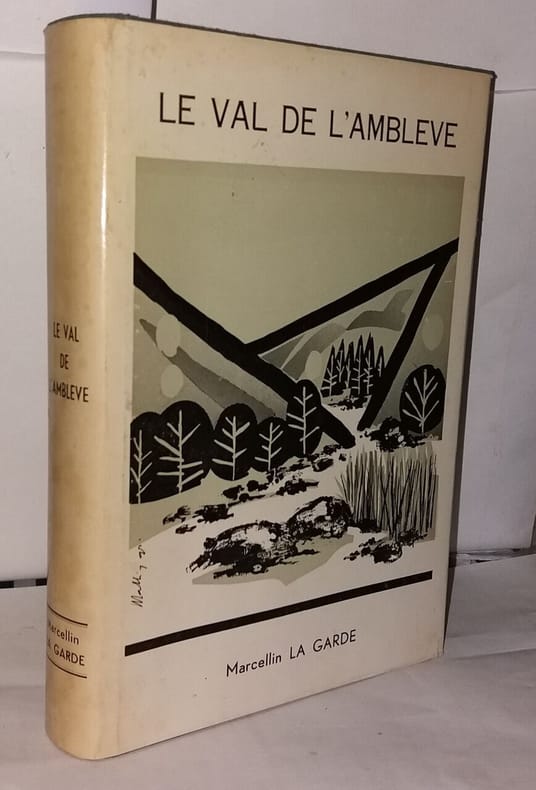 LE VAL DE L'AMBLEVE
Marcellin LA GARDE
LE VAL
DE
L'AMBLEVE
Marcellin
LA GARDE